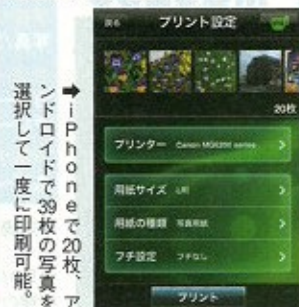 ➡iPhoneで20枚、ア
ンドロイドで39枚の写真を
選択して一度に印刷可能。
戻る プリント設定
20枚
プリンター Canon MG6200 series
用紙サイズ L判
用紙の種類 写真用紙
フチ設定 フチなし
プリント